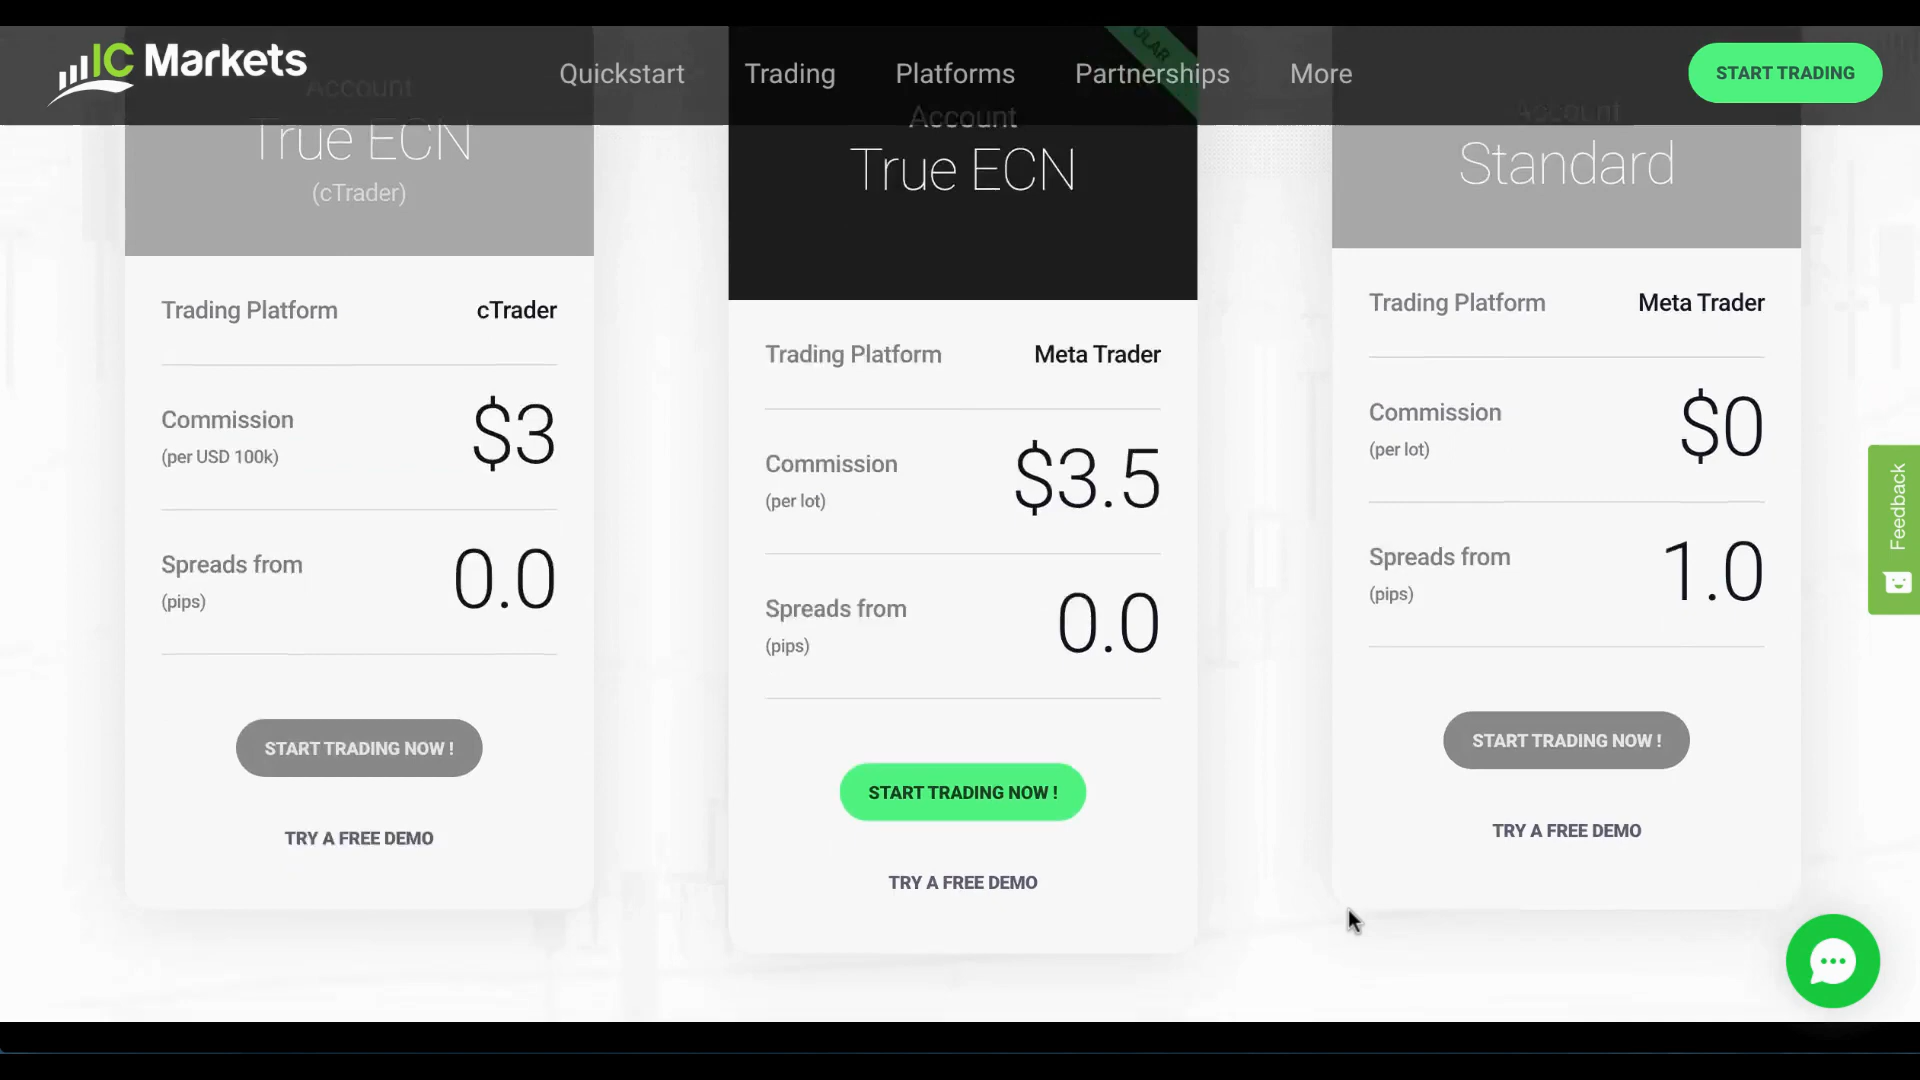 IC Markets
Quickstart
Trading
Platforms
Partnerships
More
START TRADING
Account
True ECN
(cTrader)
Trading Platform cTrader
Commission $3
(per USD 100k)
Spreads from 0.0
(pips)
START TRADING NOW !
TRY A FREE DEMO
Account
True ECN
Trading Platform Meta Trader
Commission $3.5
(per lot)
Spreads from 0.0
(pips)
START TRADING NOW !
TRY A FREE DEMO
Account
Standard
Trading Platform Meta Trader
Commission $0
(per lot)
Spreads from 1.0
(pips)
START TRADING NOW !
TRY A FREE DEMO
Feedback